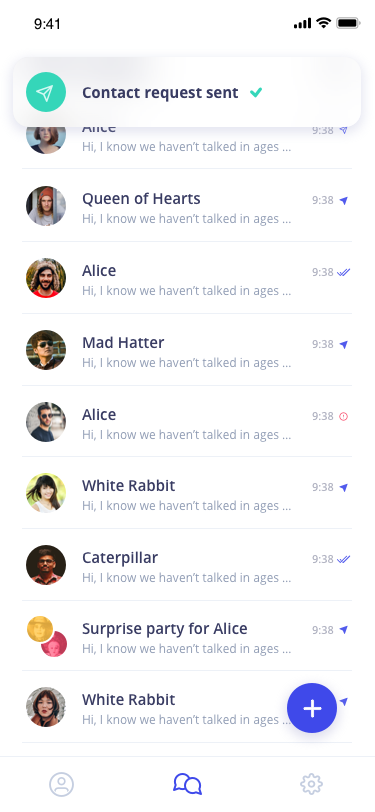 9:41
Contact request sent
Alice
9:38
Hi, I know we haven't talked in ages ...
Queen of Hearts
9:38
Hi, I know we haven't talked in ages ...
Alice
9:38
Hi, I know we haven't talked in ages ...
Mad Hatter
9:38
Hi, I know we haven't talked in ages ...
Alice
9:38
Hi, I know we haven't talked in ages ...
White Rabbit
9:38
Hi, I know we haven't talked in ages ...
Caterpillar
9:38
Hi, I know we haven't talked in ages ...
Surprise party for Alice
9:38
Hi, I know we haven't talked in ages ...
White Rabbit
Hi, I know we haven't talked in ages ...